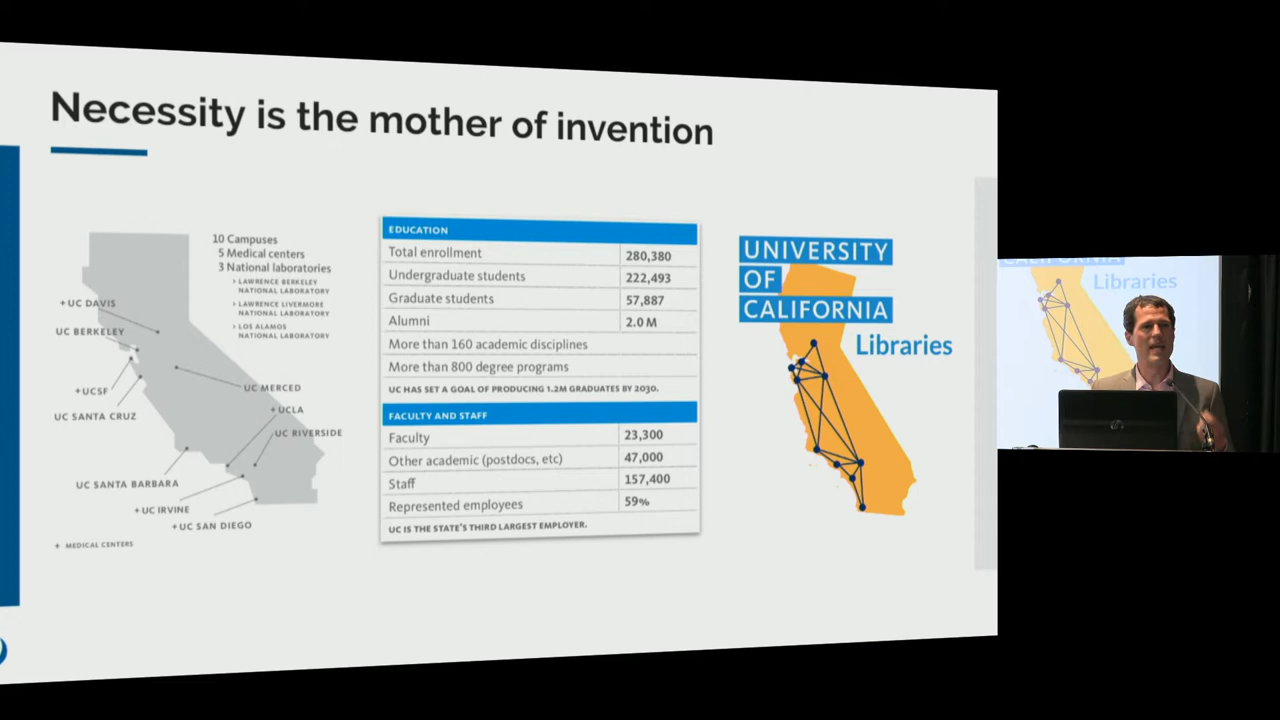 Necessity is the mother of invention
10 Campuses
5 Medical centers
3 National laboratories
› LAWRENCE BERKELEY
NATIONAL LABORATORY
› LAWRENCE LIVERMORE
NATIONAL LABORATORY
› LOS ALAMOS
NATIONAL LABORATORY
+ UC DAVIS
UC BERKELEY
+ UCSF
UC SANTA CRUZ
UC MERCED
+ UCLA
UC RIVERSIDE
UC SANTA BARBARA
+ UC IRVINE
+ UC SAN DIEGO
+ MEDICAL CENTERS
EDUCATION
Total enrollment 280,380
Undergraduate students 222,493
Graduate students 57,887
Alumni 2.0 M
More than 160 academic disciplines
More than 800 degree programs
UC HAS SET A GOAL OF PRODUCING 1.2M GRADUATES BY 2030.
FACULTY AND STAFF
Faculty 23,300
Other academic (postdocs, etc) 47,000
Staff 157,400
Represented employees 59%
UC IS THE STATE'S THIRD LARGEST EMPLOYER.
UNIVERSITY
OF
CALIFORNIA
Libraries
CALIFORNIA
Libraries
hp